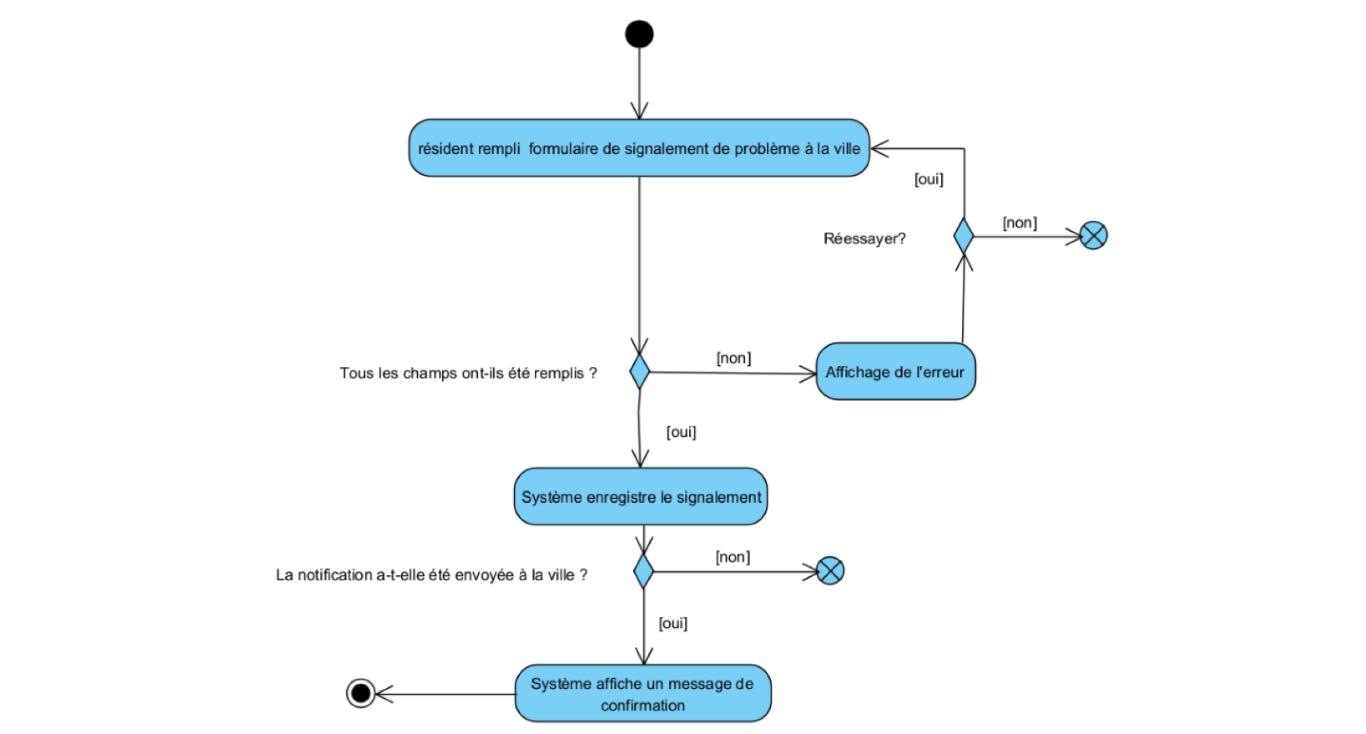 résident rempli  formulaire de signalement de problème à la ville
[oui]
[non]
Réessayer?
[non]
Tous les champs ont-ils été remplis ?
Affichage de l'erreur
[oui]
Système enregistre le signalement
[non]
La notification a-t-elle été envoyée à la ville ?
[oui]
Système affiche un message de
confirmation